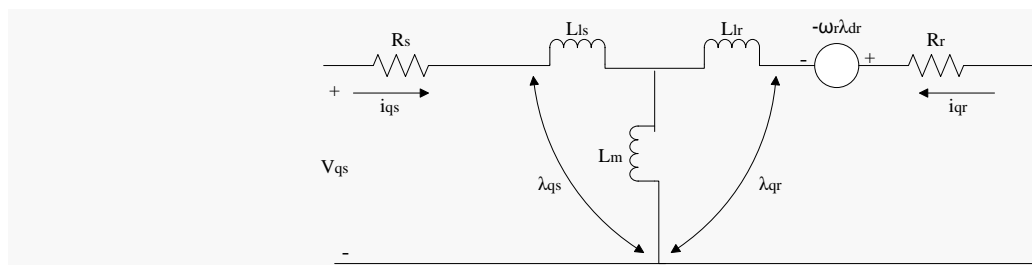 -ωrλdr
Lls
Llr
Rs
Rr
-
+
+
iqs
iqr
Lm
Vqs
λqs
λqr
-